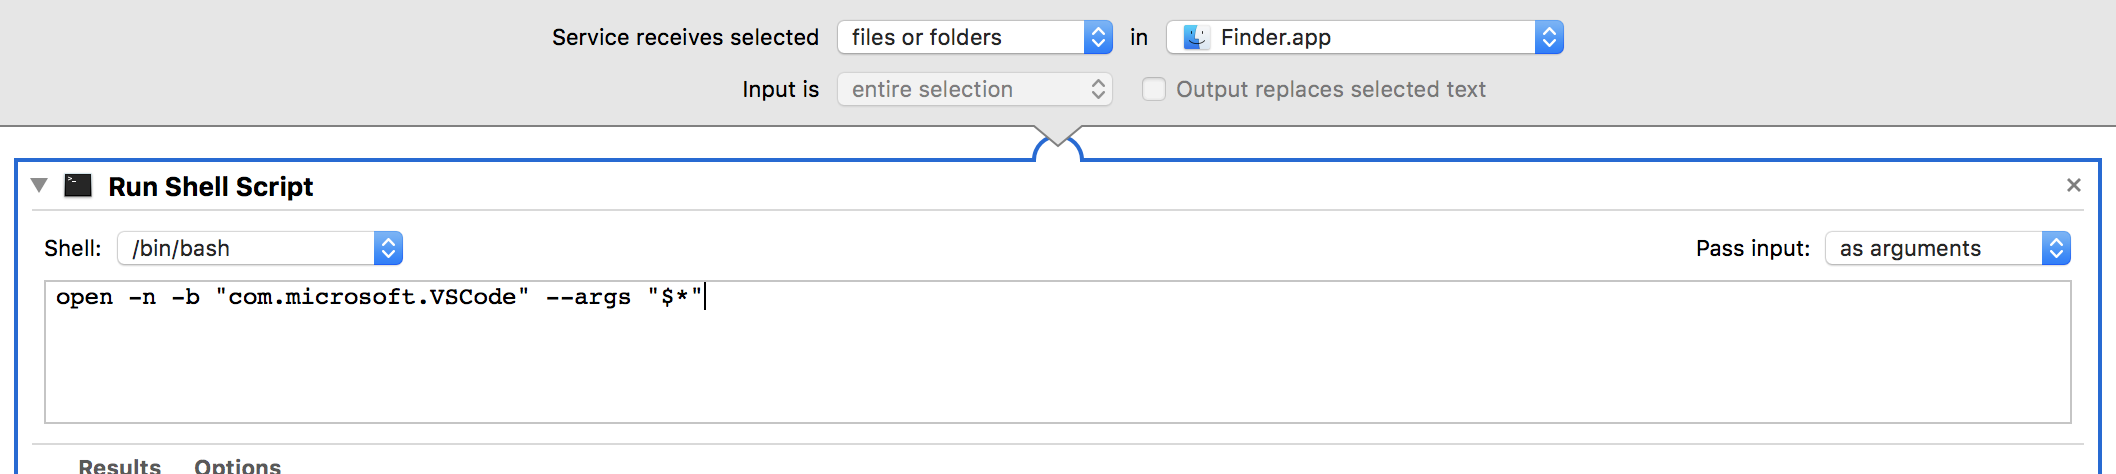 Service receives selected files or folders in Finder.app
Input is entire selection Output replaces selected text
Run Shell Script
Shell: /bin/bash Pass input: as arguments
open -n -b "com.microsoft.VSCode" --args "$*"
Results Options